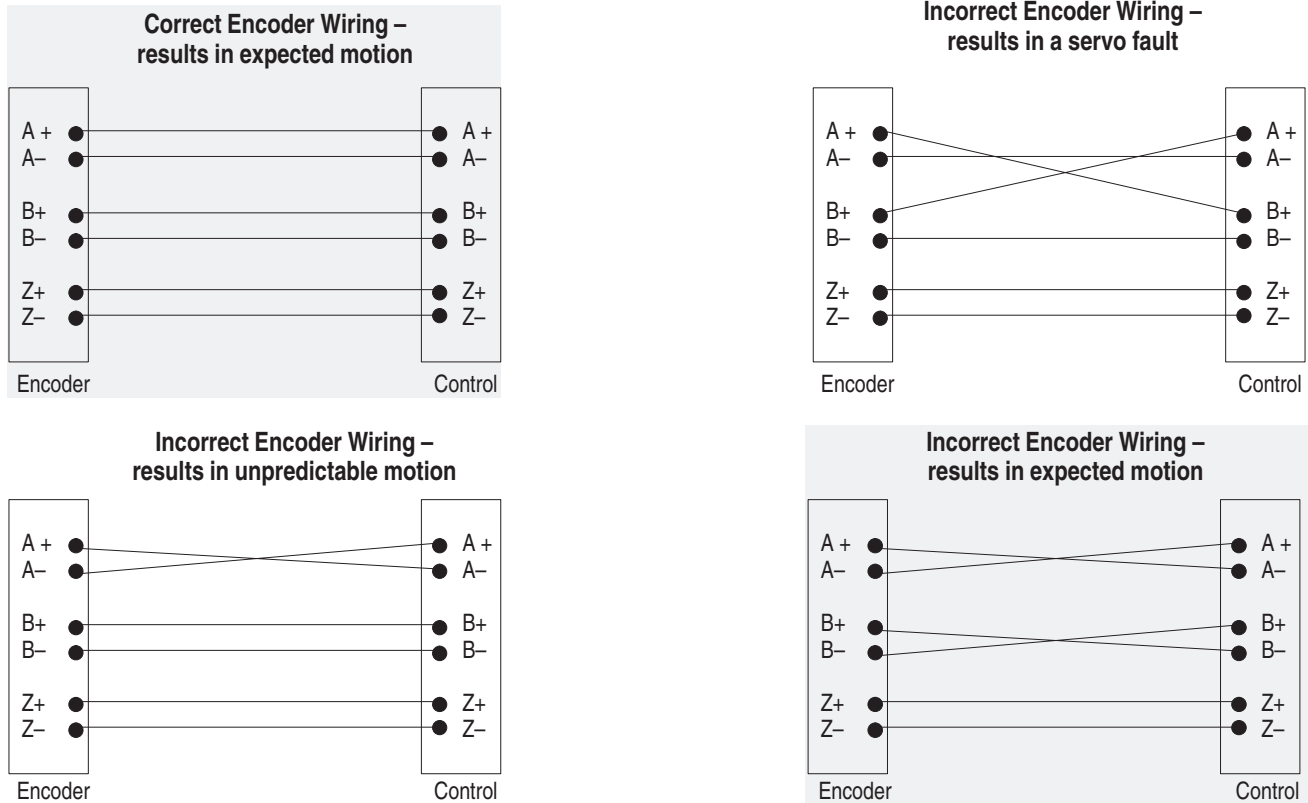 Correct Encoder Wiring –
results in expected motion
A + A +
A– A–
B+ B+
B– B–
Z+ Z+
Z– Z–
Encoder Control
Incorrect Encoder Wiring –
results in a servo fault
A + A +
A– A–
B+ B+
B– B–
Z+ Z+
Z– Z–
Encoder Control
Incorrect Encoder Wiring –
results in unpredictable motion
A + A +
A– A–
B+ B+
B– B–
Z+ Z+
Z– Z–
Encoder Control
Incorrect Encoder Wiring –
results in expected motion
A + A +
A– A–
B+ B+
B– B–
Z+ Z+
Z– Z–
Encoder Control